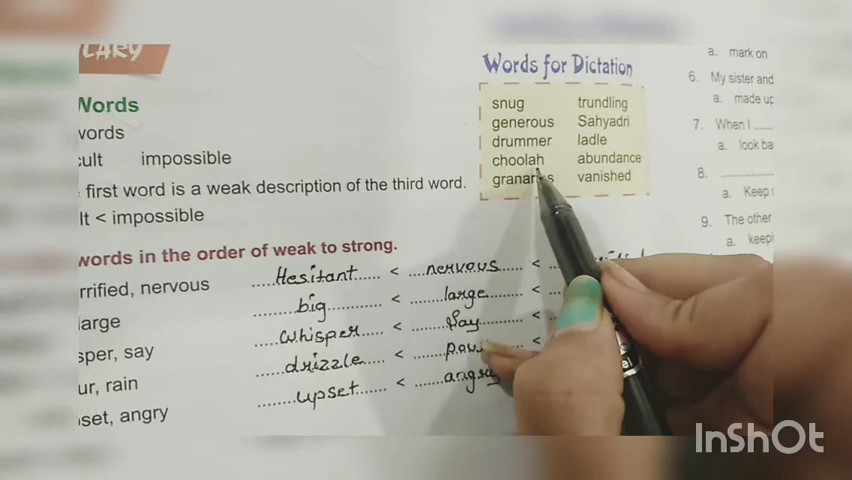 CARY
Words
words
cult impossible
first word is a weak description of the third word.
lt < impossible
words in the order of weak to strong.
rrified, nervous ....Hesitant...... < ....nervous...... <
large big < large <
sper, say whisper < say <
ur, rain drizzle <
pset, angry upset < angry
Words for Dictation
snug trundling
generous Sahyadri
drummer ladle
choolah abundance
vanished
a. mark on
6. My sister and
a. made up
7. When I
a. look ba
8.
a. Keep
9. The other
a. keepi
InShOt